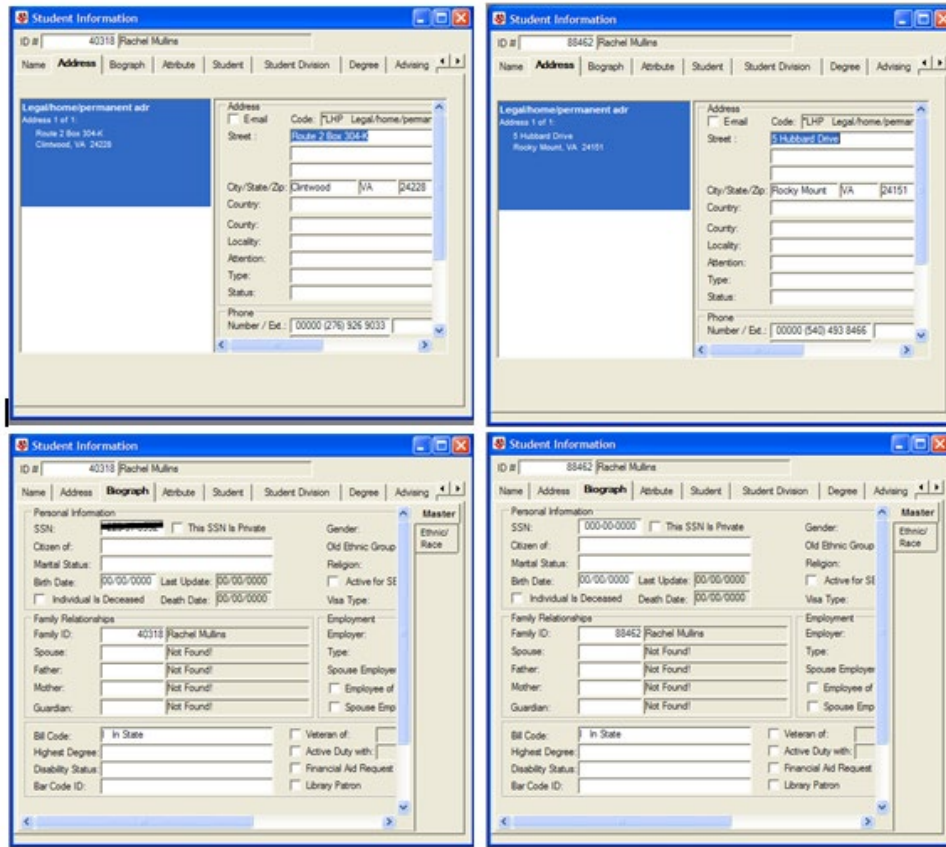 Student Information
ID # 40318 Rachel Mullins
Name Address Biograph Attribute Student Student Division Degree Advising
Legal/home/permanent adr
Address 1 of 1:
Route 2 Box 304-K
Clintwood, VA 24228
Address
E-mail Code: *LHP Legal/home/perman
Street : Route 2 Box 304-K
City/State/Zip: Clintwood VA 24228
Country:
County:
Locality:
Attention:
Type:
Status:
Phone
Number / Ext.: 00000 (276) 926 9033
Student Information
ID # 88462 Rachel Mullins
Name Address Biograph Attribute Student Student Division Degree Advising
Legal/home/permanent adr
Address 1 of 1:
5 Hubbard Drive
Rocky Mount, VA 24151
Address
E-mail Code: *LHP Legal/home/permar
Street : 5 Hubbard Drive
City/State/Zip: Rocky Mount VA 24151
Country:
County:
Locality:
Attention:
Type:
Status:
Phone
Number / Ext.: 00000 (540) 493 8466
Student Information
ID # 40318 Rachel Mullins
Name Address Biograph Attribute Student Student Division Degree Advising
Master
Ethnic/
Race
Personal Information
SSN: This SSN Is Private Gender:
Citizen of: Old Ethnic Group
Marital Status: Religion:
Birth Date: 00/00/0000 Last Update: 00/00/0000 Active for SE
Individual Is Deceased Death Date: 00/00/0000 Visa Type:
Family Relationships Employment
Family ID: 40318 Rachel Mullins Employer:
Spouse: Not Found! Type:
Father: Not Found! Spouse Employer
Mother: Not Found! Employee of
Guardian: Not Found! Spouse Emp
Bill Code: I In State Veteran of:
Highest Degree: Active Duty with:
Disability Status: Financial Aid Request
Bar Code ID: Library Patron
Student Information
ID # 88462 Rachel Mullins
Name Address Biograph Attribute Student Student Division Degree Advising
Master
Ethnic/
Race
Personal Information
SSN: 000-00-0000 This SSN Is Private Gender:
Citizen of: Old Ethnic Group
Marital Status: Religion:
Birth Date: 00/00/0000 Last Update: 00/00/0000 Active for SE
Individual Is Deceased Death Date: 00/00/0000 Visa Type:
Family Relationships Employment
Family ID: 88462 Rachel Mullins Employer:
Spouse: Not Found! Type:
Father: Not Found! Spouse Employer
Mother: Not Found! Employee of
Guardian: Not Found! Spouse Emp
Bill Code: I In State Veteran of:
Highest Degree: Active Duty with:
Disability Status: Financial Aid Request
Bar Code ID: Library Patron